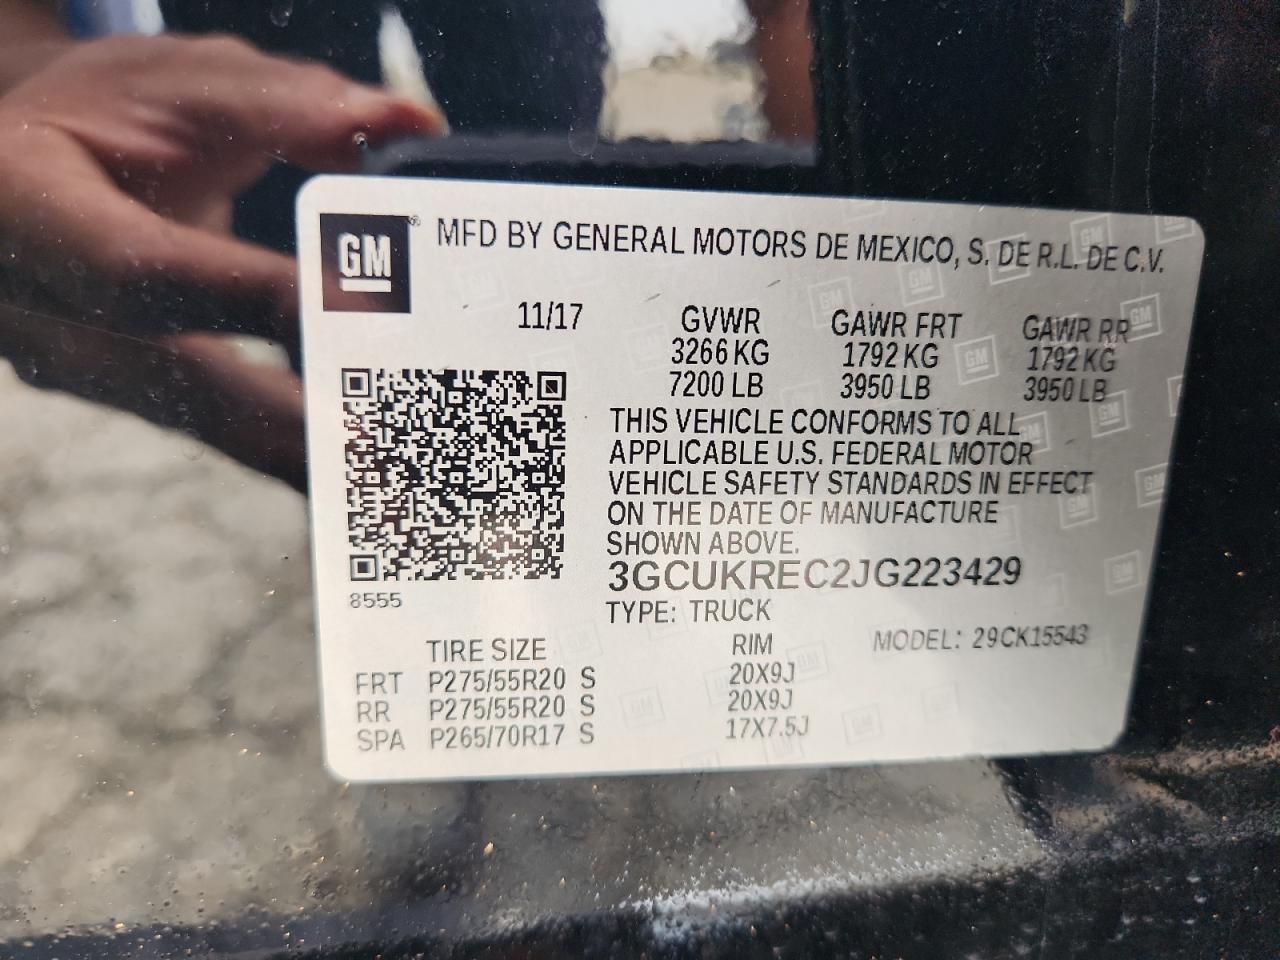 GM ® MFD BY GENERAL MOTORS DE MEXICO, S. DE R.L. DE C.V.
11/17 GVWR GAWR FRT GAWR RR
3266 KG 1792 KG 1792 KG
7200 LB 3950 LB 3950 LB
THIS VEHICLE CONFORMS TO ALL
APPLICABLE U.S. FEDERAL MOTOR
VEHICLE SAFETY STANDARDS IN EFFECT
ON THE DATE OF MANUFACTURE
SHOWN ABOVE.
3GCUKREC2JG223429
8555
TYPE: TRUCK
TIRE SIZE RIM MODEL: 29CK15543
FRT P275/55R20 S 20X9J
RR P275/55R20 S 20X9J
SPA P265/70R17 S 17X7.5J